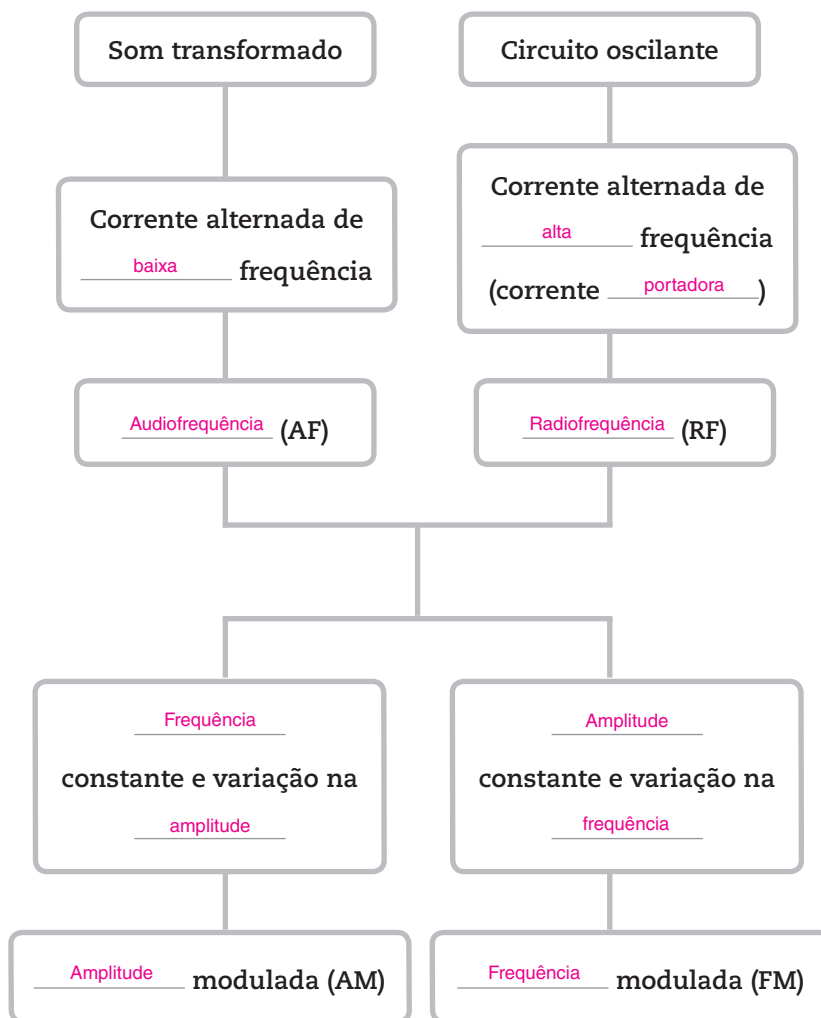 Som transformado
Circuito oscilante
Corrente alternada de
baixa frequência
Corrente alternada de
alta frequência
(corrente portadora)
Audiofrequência (AF)
Radiofrequência (RF)
Frequência
constante e variação na
amplitude
Amplitude
constante e variação na
frequência
Amplitude modulada (AM)
Frequência modulada (FM)